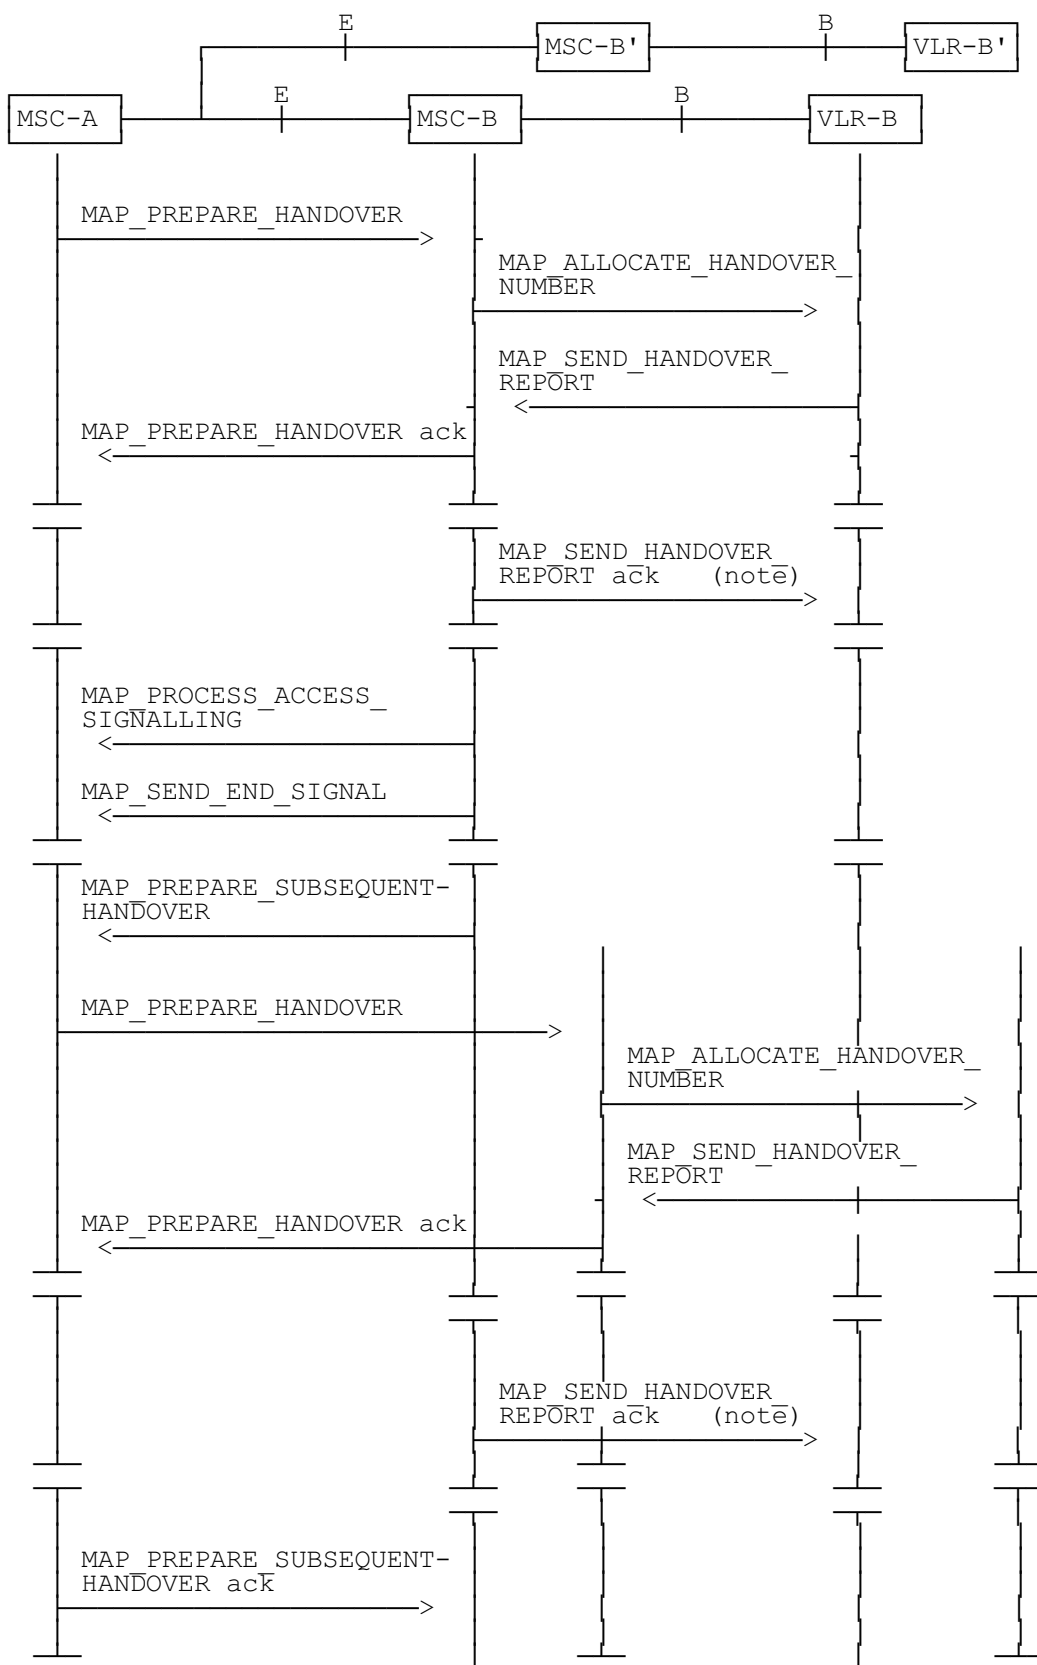 E
B
MSC-B'
VLR-B'
E
B
MSC-A
MSC-B
VLR-B
MAP_PREPARE_HANDOVER
MAP_ALLOCATE_HANDOVER_
NUMBER
MAP_SEND_HANDOVER_
REPORT
MAP_PREPARE_HANDOVER ack
MAP_SEND_HANDOVER_
REPORT ack (note)
MAP_PROCESS_ACCESS_
SIGNALLING
MAP_SEND_END_SIGNAL
MAP_PREPARE_SUBSEQUENT-
HANDOVER
MAP_PREPARE_HANDOVER
MAP_ALLOCATE_HANDOVER_
NUMBER
MAP_SEND_HANDOVER_
REPORT
MAP_PREPARE_HANDOVER ack
MAP_SEND_HANDOVER_
REPORT ack (note)
MAP_PREPARE_SUBSEQUENT-
HANDOVER ack